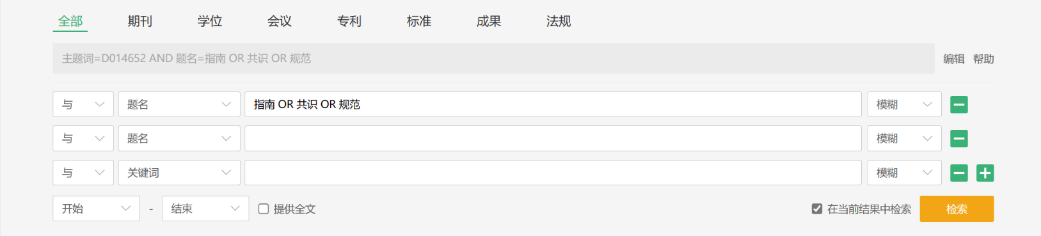 全部 期刊 学位 会议 专利 标准 成果 法规
主题词=D014652 AND 题名=指南 OR 共识 OR 规范 编辑 帮助
与 题名 指南 OR 共识 OR 规范 模糊
与 题名 模糊
与 关键词 模糊
开始 - 结束 提供全文 在当前结果中检索 检索